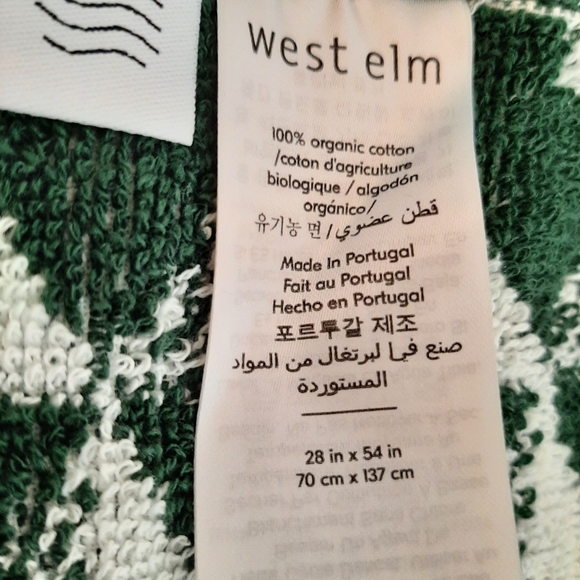 west elm
100% organic cotton
/coton d'agriculture
biologique / algodón
orgánico/
유기농 면 / قطن عضوي
Made In Portugal
Fait au Portugal
Hecho en Portugal
포르투갈 제조
صنع في لبرتغال من المواد
المستوردة
28 in x 54 in
70 cm x 137 cm